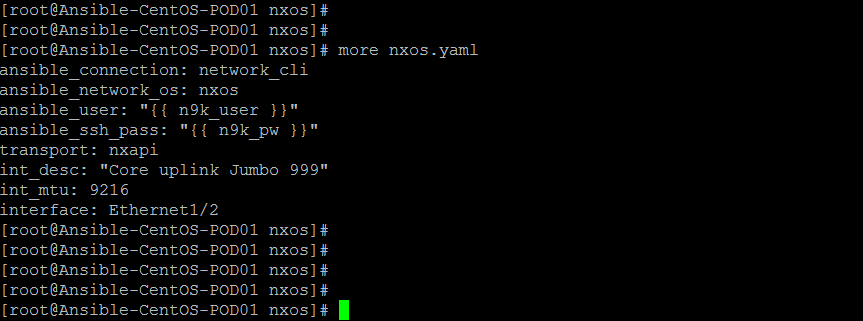 [root@Ansible-CentOS-POD01 nxos]#
[root@Ansible-CentOS-POD01 nxos]#
[root@Ansible-CentOS-POD01 nxos]# more nxos.yaml
ansible_connection: network_cli
ansible_network_os: nxos
ansible_user: "{{ n9k_user }}"
ansible_ssh_pass: "{{ n9k_pw }}"
transport: nxapi
int_desc: "Core uplink Jumbo 999"
int_mtu: 9216
interface: Ethernet1/2
[root@Ansible-CentOS-POD01 nxos]#
[root@Ansible-CentOS-POD01 nxos]#
[root@Ansible-CentOS-POD01 nxos]#
[root@Ansible-CentOS-POD01 nxos]#
[root@Ansible-CentOS-POD01 nxos]#